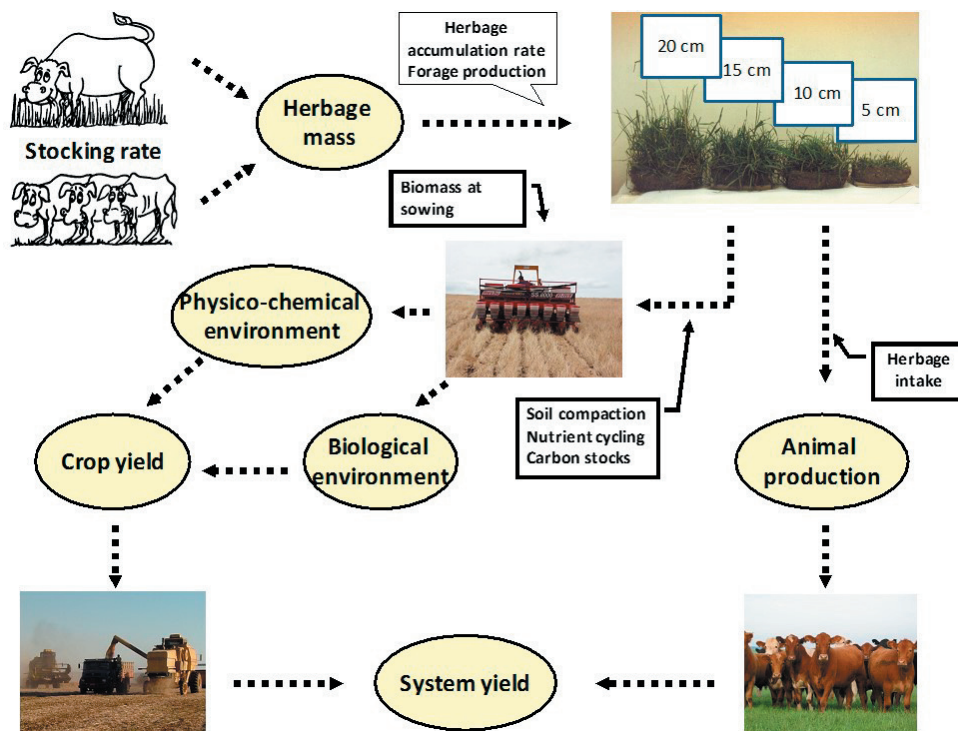 Herbage
accumulation rate
Forage production
20 cm
15 cm
10 cm
5 cm
Herbage
mass
Stocking rate
Biomass at
sowing
Physico-chemical
environment
Herbage
intake
Soil compaction
Nutrient cycling
Carbon stocks
Crop yield
Biological
environment
Animal
production
System yield